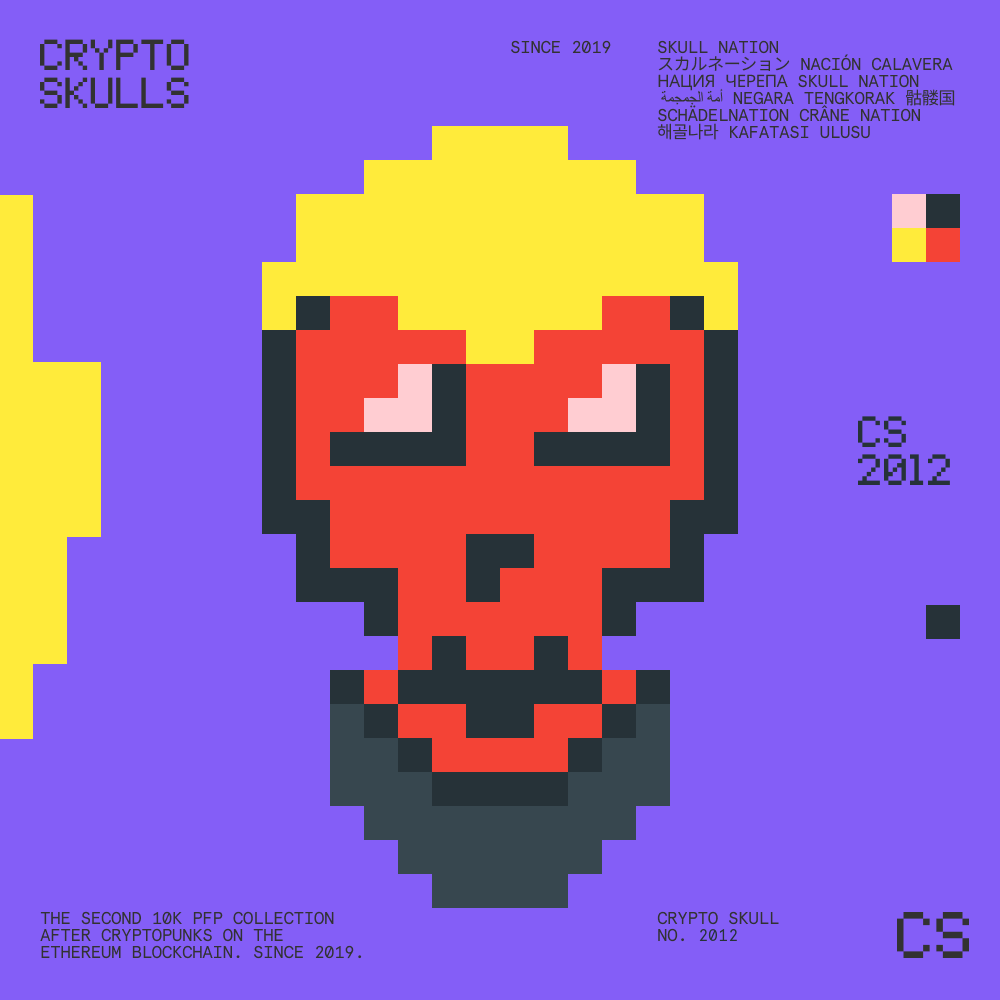 CRYPTO
SKULLS
SINCE 2019
SKULL NATION
スカルネーション NACIÓN CALAVERA
НАЦИЯ ЧЕРЕПА SKULL NATION
أمة الجمجمة NEGARA TENGKORAK 骷髅国
SCHÄDELNATION CRÂNE NATION
해골나라 KAFATASI ULUSU
CS
2012
THE SECOND 10K PFP COLLECTION
AFTER CRYPTOPUNKS ON THE
ETHEREUM BLOCKCHAIN. SINCE 2019.
CRYPTO SKULL
NO. 2012
CS